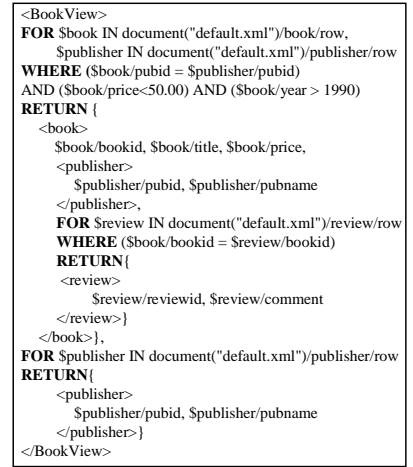 <BookView>
FOR $book IN document("default.xml")/book/row,
$publisher IN document("default.xml")/publisher/row
WHERE ($book/pubid = $publisher/pubid)
AND ($book/price<50.00) AND ($book/year > 1990)
RETURN {
<book>
$book/bookid, $book/title, $book/price,
<publisher>
$publisher/pubid, $publisher/pubname
</publisher>,
FOR $review IN document("default.xml")/review/row
WHERE ($book/bookid = $review/bookid)
RETURN{
<review>
$review/reviewid, $review/comment
</review>}
</book>},
FOR $publisher IN document("default.xml")/publisher/row
RETURN{
<publisher>
$publisher/pubid, $publisher/pubname
</publisher>}
</BookView>